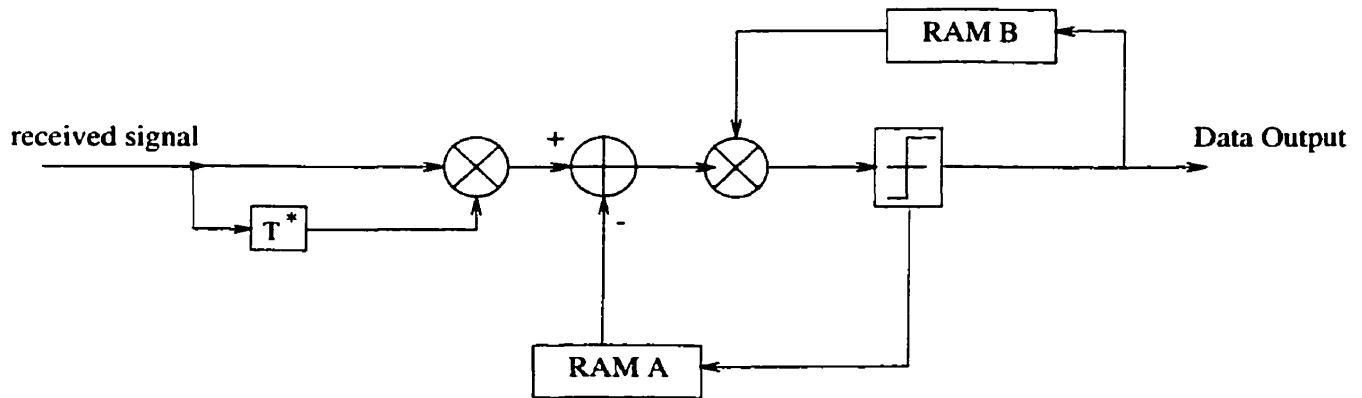 RAM B
received signal
+
Data Output
T*
-
RAM A